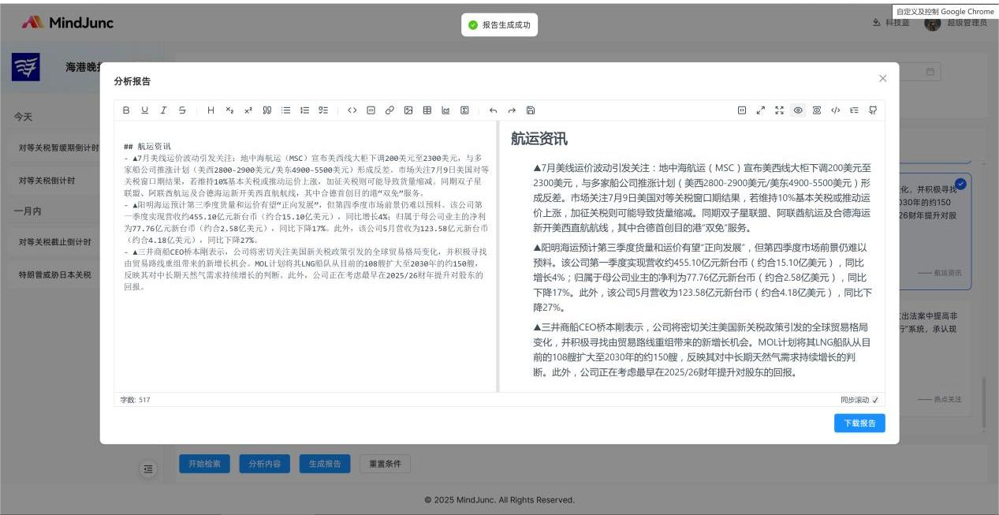 自定义及控制 Google Chrome
MindJunc
报告生成成功
科技蓝
超级管理员
海港晚
分析报告
今天
对等关税暂缓期倒计时
对等关税倒计时
一月内
对等关税截止倒计时
特朗普威胁日本关税
## 航运资讯
- ▲7月美线运价波动引发关注：地中海航运（MSC）宣布美西线大柜下调200美元至2300美元，与多
家船公司推涨计划（美西2800-2900美元/美东4900-5500美元）形成反差。市场关注7月9日美国对等
关税窗口期结果，若维持10%基本关税或推动运价上涨，加征关税则可能导致货量缩减。同期双子星
联盟、阿联酋航运及合德海运新开美西直航航线，其中合德首创目的港“双免”服务。
- ▲阳明海运预计第三季度货量和运价有望“正向发展”，但第四季度市场前景仍难以预料。该公司第
一季度实现营收约455.10亿元新台币（约合15.10亿美元），同比增长4%；归属于母公司业主的净利
为77.76亿元新台币（约合2.58亿美元），同比下降17%。此外，该公司5月营收为123.58亿元新台币
（约合4.18亿美元），同比下降27%。
- ▲三井商船CEO桥本剛表示，公司将密切关注美国新关税政策引发的全球贸易格局变化，并积极寻找
由贸易路线重组带来的新增长机会。MOL计划将其LNG船队从目前的108艘扩大至2030年的约150艘，
反映其对中长期天然气需求持续增长的判断。此外，公司正在考虑最早在2025/26财年提升对股东的
回报。
航运资讯
▲7月美线运价波动引发关注：地中海航运（MSC）宣布美西线大柜下调200美元至
2300美元，与多家船公司推涨计划（美西2800-2900美元/美东4900-5500美元）形
成反差。市场关注7月9日美国对等关税窗口期结果，若维持10%基本关税或推动运
价上涨，加征关税则可能导致货量缩减。同期双子星联盟、阿联酋航运及合德海运
新开美西直航航线，其中合德首创目的港“双免”服务。
▲阳明海运预计第三季度货量和运价有望“正向发展”，但第四季度市场前景仍难以
预料。该公司第一季度实现营收约455.10亿元新台币（约合15.10亿美元），同比
增长4%；归属于母公司业主的净利为77.76亿元新台币（约合2.58亿美元），同比
下降17%。此外，该公司5月营收为123.58亿元新台币（约合4.18亿美元），同比下
降27%。
▲三井商船CEO桥本剛表示，公司将密切关注美国新关税政策引发的全球贸易格局
变化，并积极寻找由贸易路线重组带来的新增长机会。MOL计划将其LNG船队从目
前的108艘扩大至2030年的约150艘，反映其对中长期天然气需求持续增长的判
断。此外，公司正在考虑最早在2025/26财年提升对股东的回报。
化，并积极寻找
030年的约150
26财年提升对股
—— 航运资讯
出法案中提高非
亍”系统，承认现
—— 热点关注
字数: 517
同步滚动
下载报告
开始检索
分析内容
生成报告
重置条件
© 2025 MindJunc. All Rights Reserved.